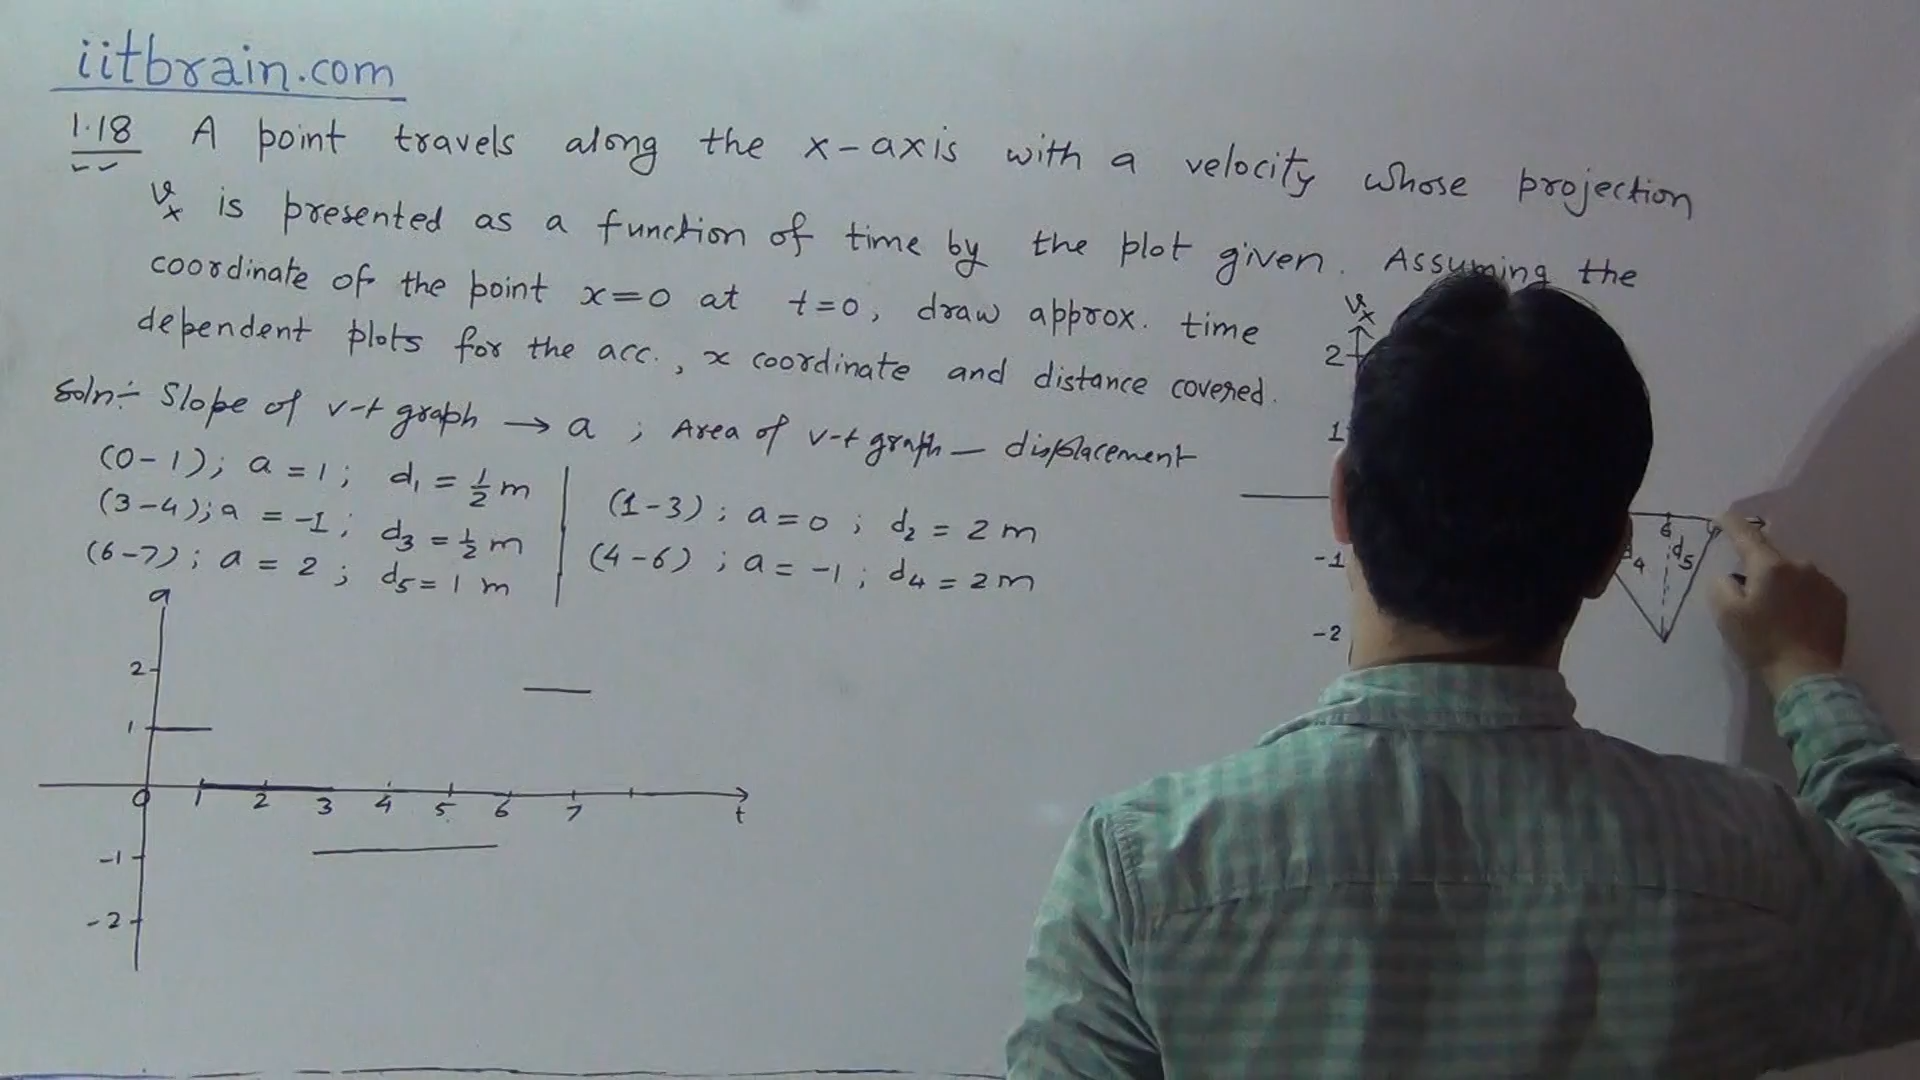 iitbrain.com
1.18 A point travels along the x-axis with a velocity whose projection
vx is presented as a function of time by the plot given. Assuming the
coordinate of the point x=0 at t=0, draw approx. time
dependent plots for the acc., x coordinate and distance covered.
Soln:- Slope of v-t graph → a ; Area of v-t graph — displacement
(0-1); a = 1; d₁ = 1/2 m
(3-4); a = -1; d₃ = 1/2 m
(6-7); a = 2; d₅ = 1 m
(1-3); a = 0; d₂ = 2 m
(4-6); a = -1; d₄ = 2 m
vx
2
1
-1
-2
6
4
d₅
a
2
1
0 1 2 3 4 5 6 7 t
-1
-2